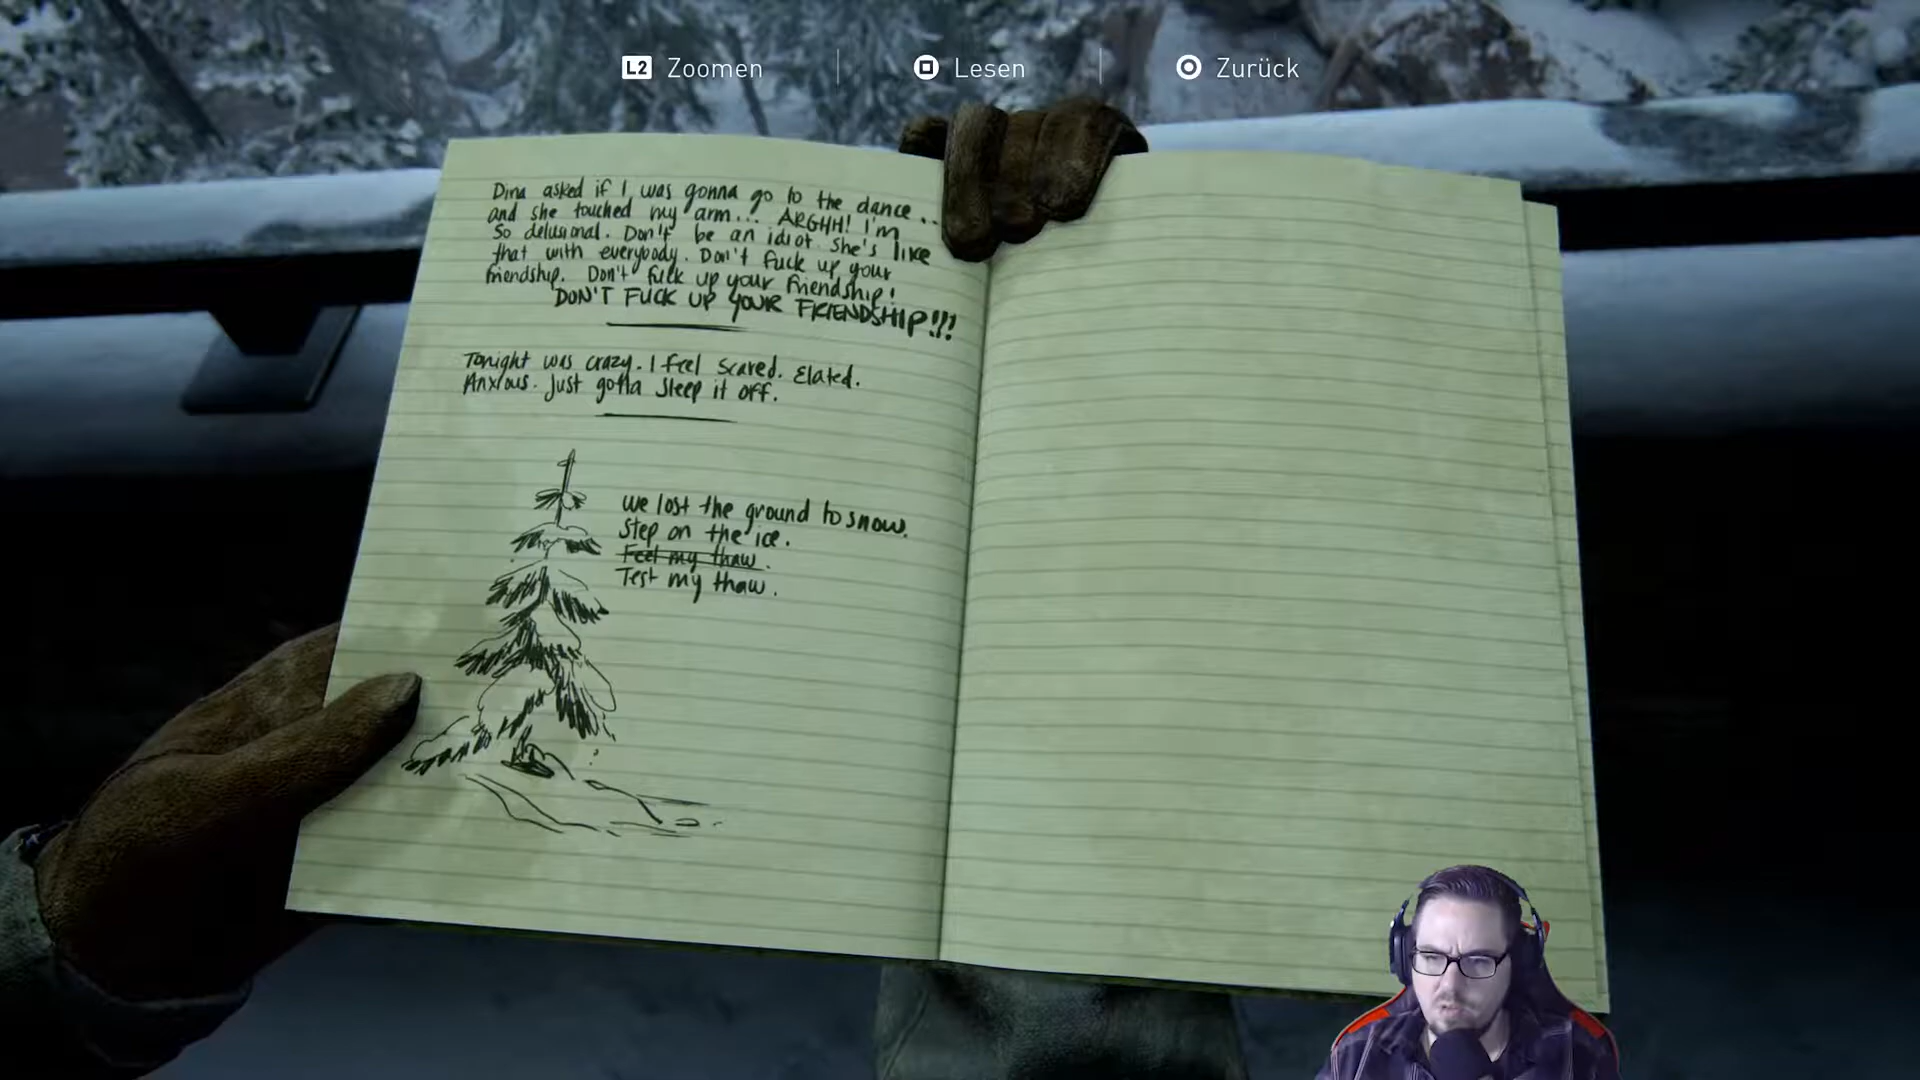 L2 Zoomen
Lesen
Zurück
Dina asked if I was gonna go to the dance...
and she touched my arm... ARGHH! I'm
so delusional. Don't be an idiot. She's like
that with everybody. Don't fuck up your
friendship. Don't fuck up your friendship!
DON'T FUCK UP YOUR FRIENDSHIP!!!
Tonight was crazy. I feel scared. Elated.
Anxious. Just gotta sleep it off.
we lost the ground to snow.
Step on the ice.
Feel my thaw.
Test my thaw.